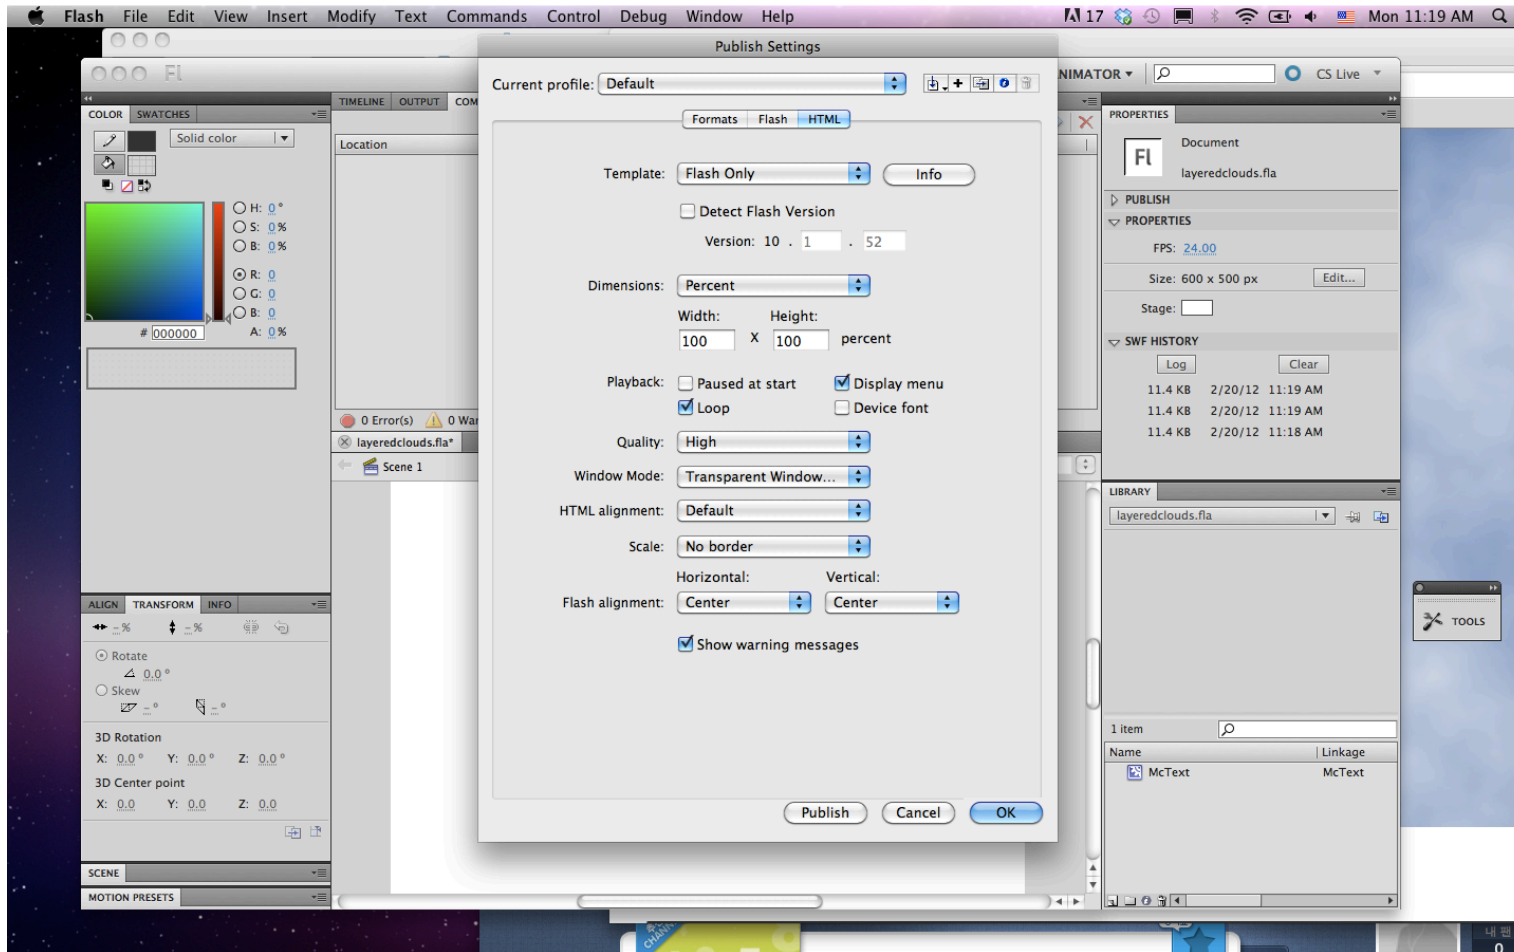 Flash File Edit View Insert Modify Text Commands Control Debug Window Help
17 Mon 11:19 AM
Publish Settings
Fl
NIMATOR CS Live
Current profile: Default
Formats Flash HTML
Template: Flash Only Info
Detect Flash Version
Version: 10 . 1 . 52
Dimensions: Percent
Width: Height:
100 X 100 percent
Playback: Paused at start Display menu
Loop Device font
Quality: High
Window Mode: Transparent Window...
HTML alignment: Default
Scale: No border
Horizontal: Vertical:
Flash alignment: Center Center
Show warning messages
Publish Cancel OK
COLOR SWATCHES
Solid color
H: 0 °
S: 0 %
B: 0 %
R: 0
G: 0
B: 0
# 000000 A: 0 %
TIMELINE OUTPUT COM
Location
0 Error(s) 0 War
layeredclouds.fla*
Scene 1
ALIGN TRANSFORM INFO
– % – %
Rotate
0.0 °
Skew
– ° – °
3D Rotation
X: 0.0 ° Y: 0.0 ° Z: 0.0 °
3D Center point
X: 0.0 Y: 0.0 Z: 0.0
SCENE
MOTION PRESETS
PROPERTIES
Fl Document
layeredclouds.fla
PUBLISH
PROPERTIES
FPS: 24.00
Size: 600 x 500 px Edit...
Stage:
SWF HISTORY
Log Clear
11.4 KB 2/20/12 11:19 AM
11.4 KB 2/20/12 11:19 AM
11.4 KB 2/20/12 11:18 AM
LIBRARY
layeredclouds.fla
1 item
Name Linkage
McText McText
TOOLS
CHANN
내 팬
0